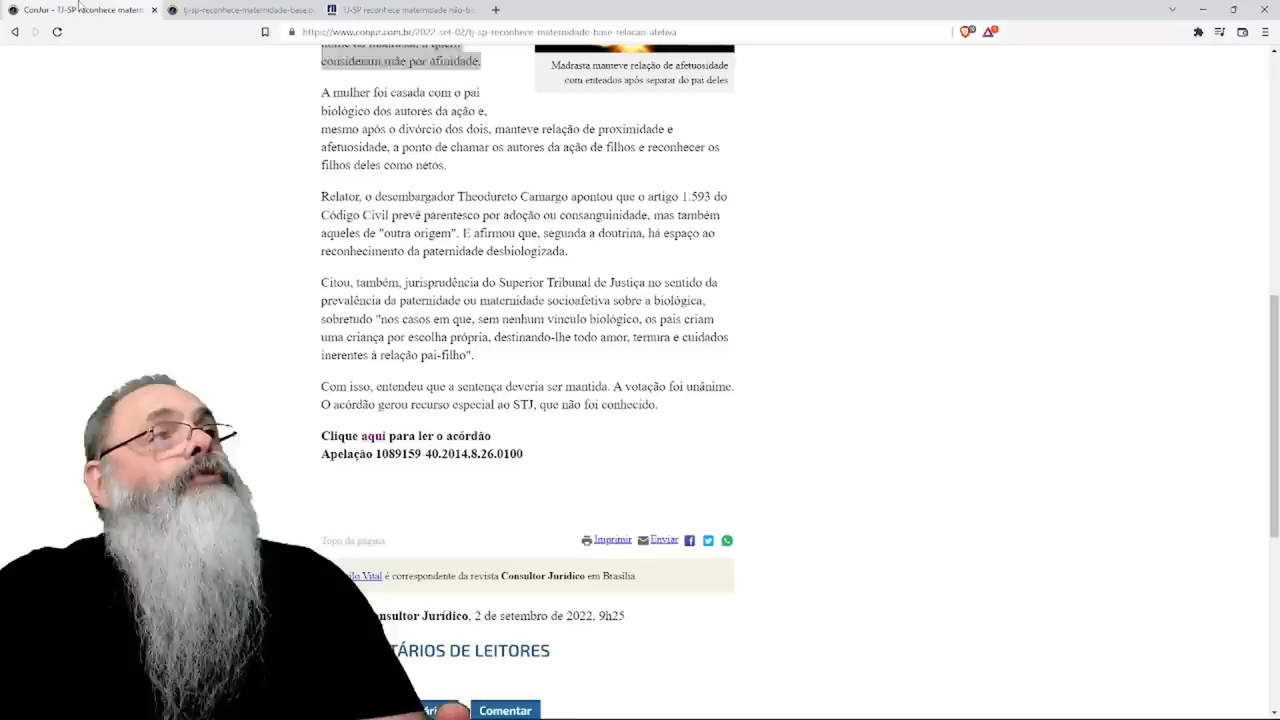 ConJur - TJ-SP reconhece matern
tj-sp-reconhece-maternidade-base.p
TJ-SP reconhece maternidade não-bi
https://www.conjur.com.br/2022-set-02/tj-sp-reconhece-maternidade-base-relacao-afetiva
nome da madrasta, a quem
consideram mãe por afinidade.
Madrasta manteve relação de afetuosidade
com enteados após separar do pai deles
A mulher foi casada com o pai
biológico dos autores da ação e,
mesmo após o divórcio dos dois, manteve relação de proximidade e
afetuosidade, a ponto de chamar os autores da ação de filhos e reconhecer os
filhos deles como netos.
Relator, o desembargador Theodureto Camargo apontou que o artigo 1.593 do
Código Civil prevê parentesco por adoção ou consanguinidade, mas também
aqueles de "outra origem". E afirmou que, segunda a doutrina, há espaço ao
reconhecimento da paternidade desbiologizada.
Citou, também, jurisprudência do Superior Tribunal de Justiça no sentido da
prevalência da paternidade ou maternidade socioafetiva sobre a biológica,
sobretudo "nos casos em que, sem nenhum vínculo biológico, os pais criam
uma criança por escolha própria, destinando-lhe todo amor, ternura e cuidados
inerentes à relação pai-filho".
Com isso, entendeu que a sentença deveria ser mantida. A votação foi unânime.
O acórdão gerou recurso especial ao STJ, que não foi conhecido.
Clique aqui para ler o acórdão
Apelação 1089159-40.2014.8.26.0100
Topo da página
Imprimir Enviar
ilo Vital é correspondente da revista Consultor Jurídico em Brasília
nsultor Jurídico, 2 de setembro de 2022, 9h25
TÁRIOS DE LEITORES
Comentar